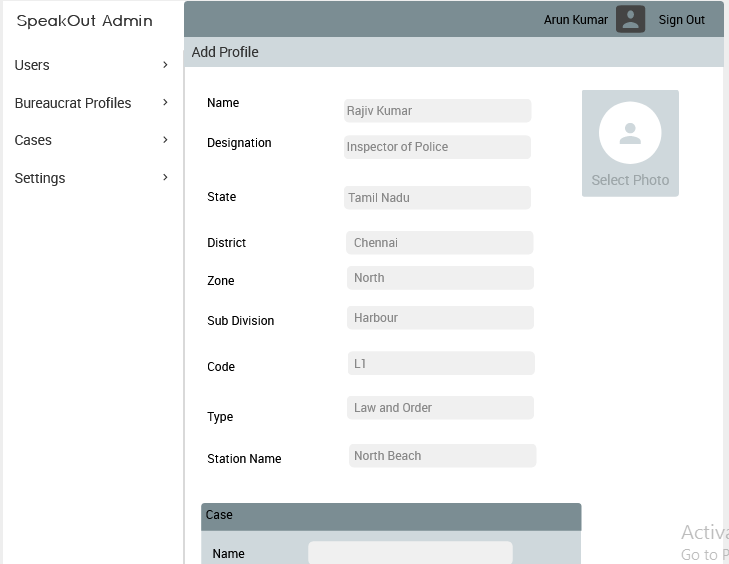 SpeakOut Admin
Arun Kumar Sign Out
Add Profile
Users
Bureaucrat Profiles
Cases
Settings
Name Rajiv Kumar
Designation Inspector of Police
State Tamil Nadu
District Chennai
Zone North
Sub Division Harbour
Code L1
Type Law and Order
Station Name North Beach
Select Photo
Case
Name
Go to